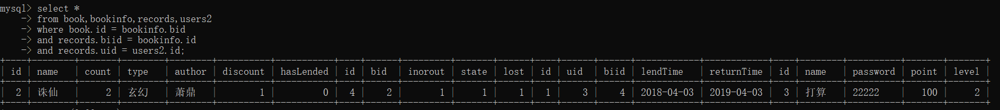 mysql> select *
    -> from book,bookinfo,records,users2
    -> where book.id = bookinfo.bid
    -> and records.biid = bookinfo.id
    -> and records.uid = users2.id;
| id | name | count | type | author | discount | hasLended | id | bid | inorout | state | lost | id | uid | biid | lendTime | returnTime | id | name | password | point | level |
| 2 | 诛仙 | 2 | 玄幻 | 萧鼎 | 1 | 0 | 4 | 2 | 1 | 1 | 1 | 1 | 3 | 4 | 2018-04-03 | 2019-04-03 | 3 | 打算 | 22222 | 100 | 2 |